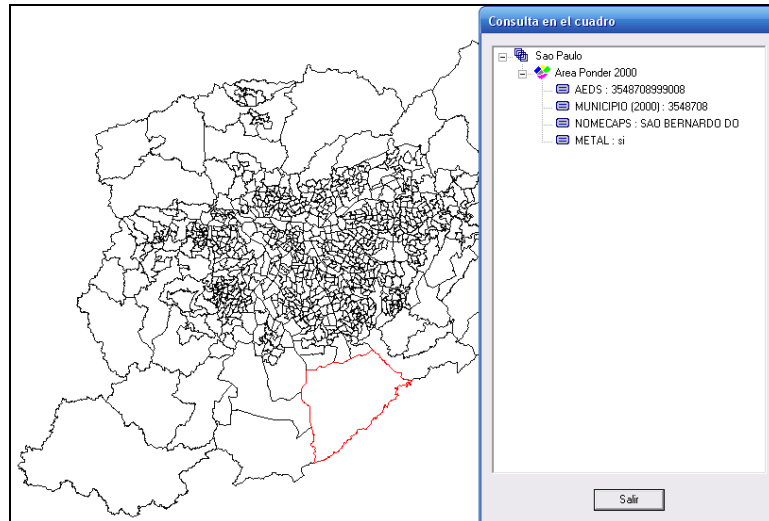 Consulta en el cuadro
Sao Paulo
Area Ponder 2000
AEDS : 3548708999008
MUNICIPIO (2000) : 3548708
NOMECAPS : SAO BERNARDO DO
METAL : si
Salir